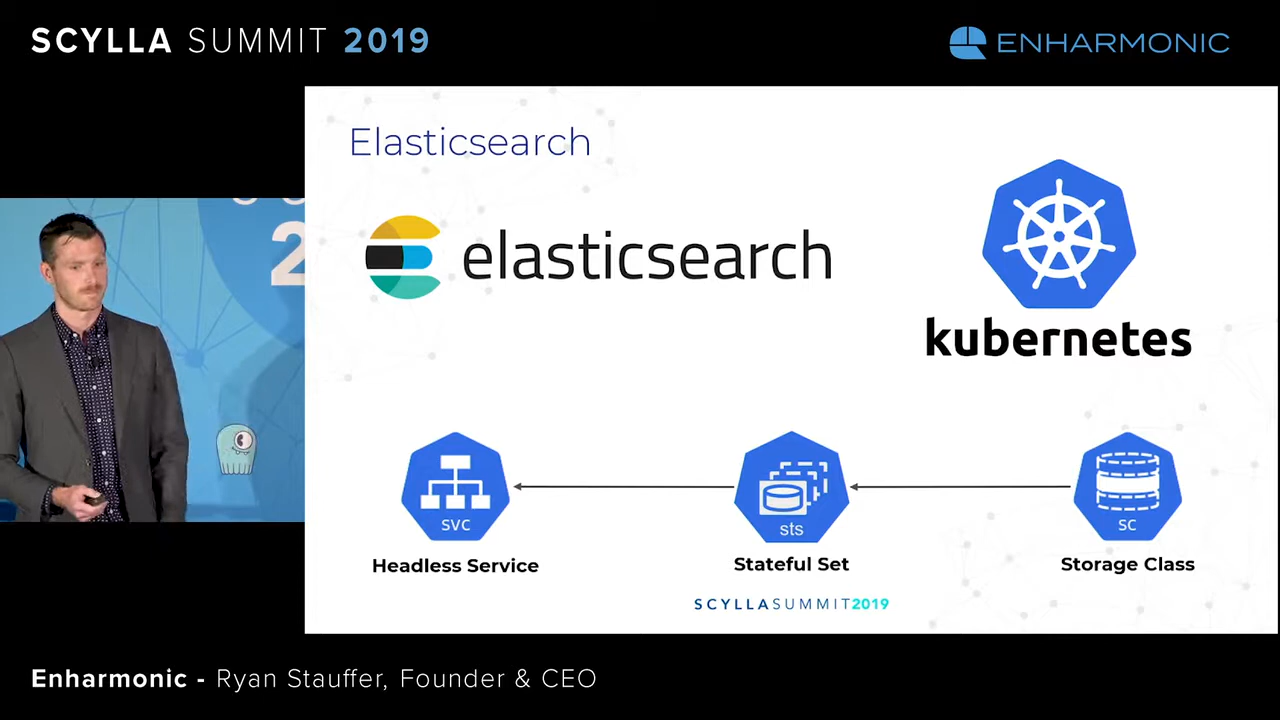 SCYLLA SUMMIT 2019
ENHARMONIC
2
Elasticsearch
elasticsearch
kubernetes
svc
sts
sc
Headless Service
Stateful Set
Storage Class
SCYLLASUMMIT2019
Enharmonic - Ryan Stauffer, Founder & CEO